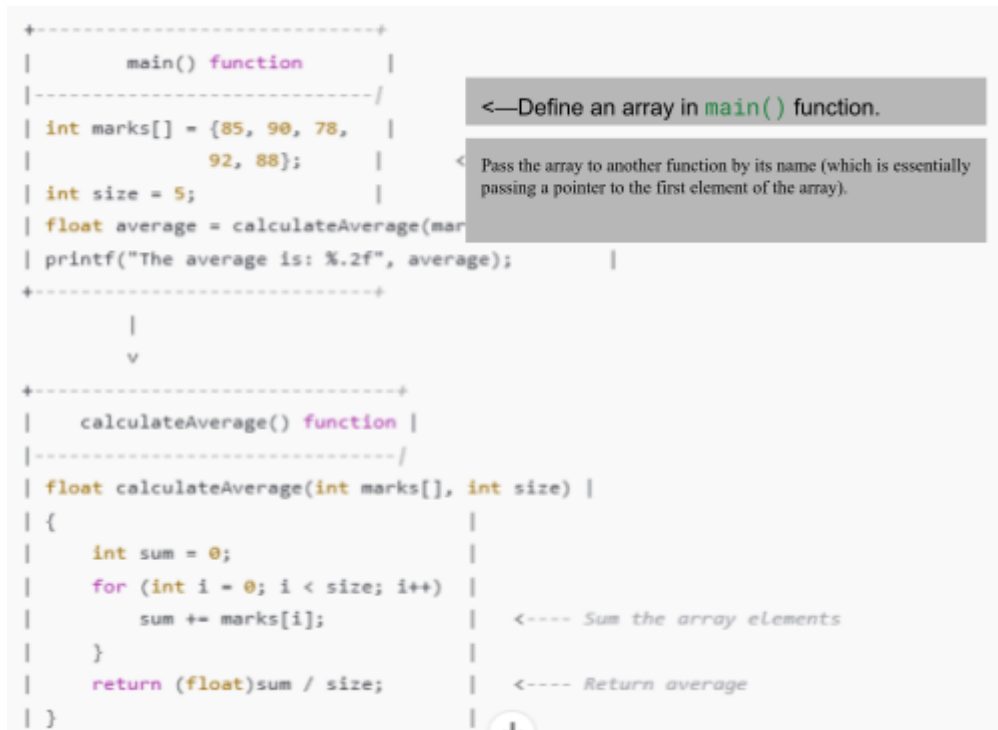 +-----------------------------+
| main() function |
|-----------------------------/
<—Define an array in main() function.
| int marks[] = {85, 90, 78, |
| 92, 88}; | <
Pass the array to another function by its name (which is essentially
passing a pointer to the first element of the array).
| int size = 5; |
| float average = calculateAverage(mar
| printf("The average is: %.2f", average); |
+-----------------------------+
|
v
+-------------------------------+
| calculateAverage() function |
|-------------------------------/
| float calculateAverage(int marks[], int size) |
| { |
| int sum = 0; |
| for (int i = 0; i < size; i++) |
| sum += marks[i]; | <---- Sum the array elements
| } |
| return (float)sum / size; | <---- Return average
| } |